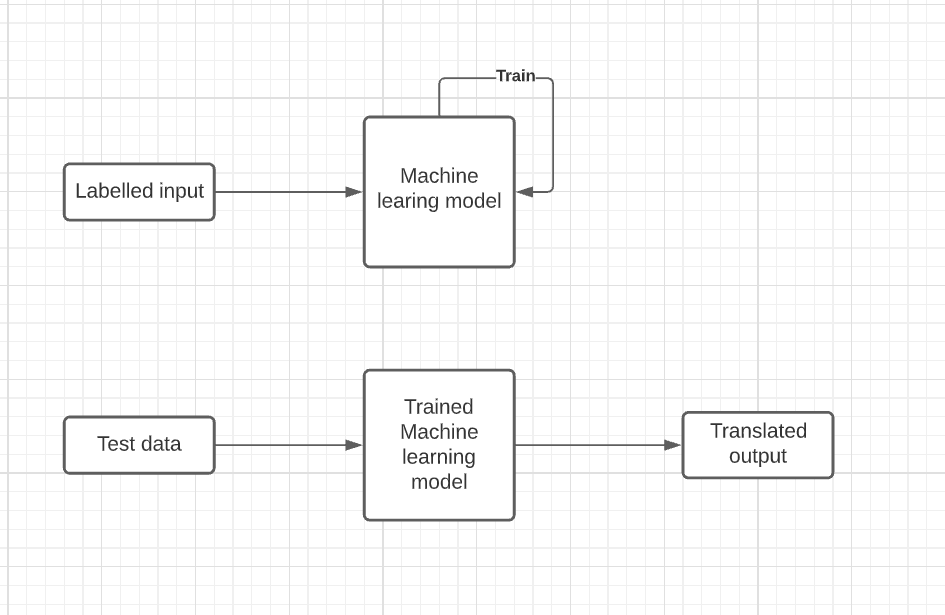 Train
Labelled input
Machine
learing model
Test data
Trained
Machine
learning
model
Translated
output